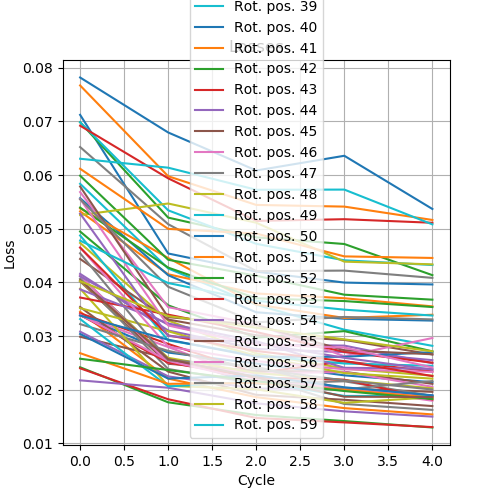 Rot. pos. 39
Rot. pos. 40
Rot. pos. 41
Rot. pos. 42
Rot. pos. 43
Rot. pos. 44
Rot. pos. 45
Rot. pos. 46
Rot. pos. 47
Rot. pos. 48
Rot. pos. 49
Rot. pos. 50
Rot. pos. 51
Rot. pos. 52
Rot. pos. 53
Rot. pos. 54
Rot. pos. 55
Rot. pos. 56
Rot. pos. 57
Rot. pos. 58
Rot. pos. 59
0.08
0.07
0.06
0.05
0.04
0.03
0.02
0.01
Loss
0.0 0.5 1.0 1.5 2.0 2.5 3.0 3.5 4.0
Cycle